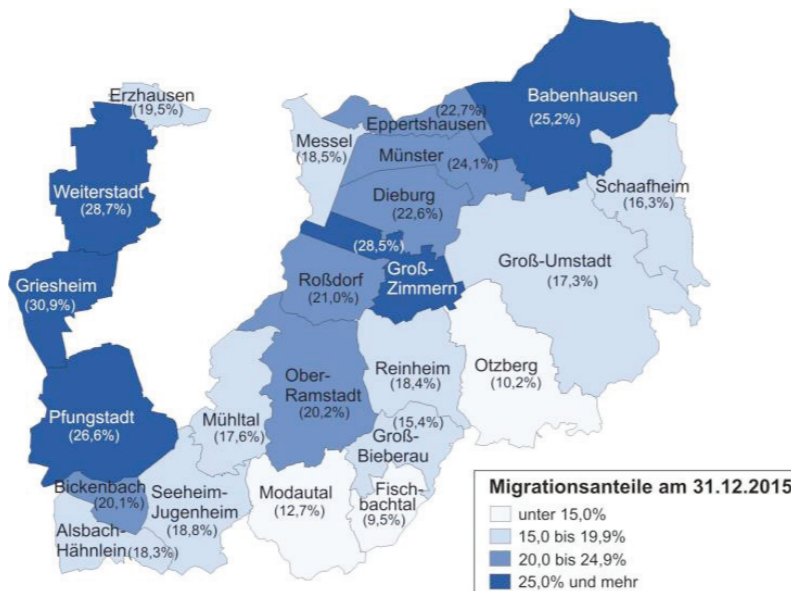 Erzhausen
(19,5%)
Babenhausen
(25,2%)
(22,7%)
Eppertshausen
Messel
(18,5%)
Münster
(24,1%)
Weiterstadt
(28,7%)
Dieburg
(22,6%)
Schaafheim
(16,3%)
(28,5%)
Groß-
Zimmern
Groß-Umstadt
(17,3%)
Griesheim
(30,9%)
Roßdorf
(21,0%)
Reinheim
(18,4%)
Otzberg
(10,2%)
Ober-
Ramstadt
(20,2%)
Pfungstadt
(26,6%)
Mühltal
(17,6%)
(15,4%)
Groß-
Bieberau
Bickenbach
(20,1%)
Seeheim-
Jugenheim
(18,8%)
Modautal
(12,7%)
Fisch-
bachtal
(9,5%)
Alsbach-
Hähnlein
(18,3%)
Migrationsanteile am 31.12.2015
unter 15,0%
15,0 bis 19,9%
20,0 bis 24,9%
25,0% und mehr